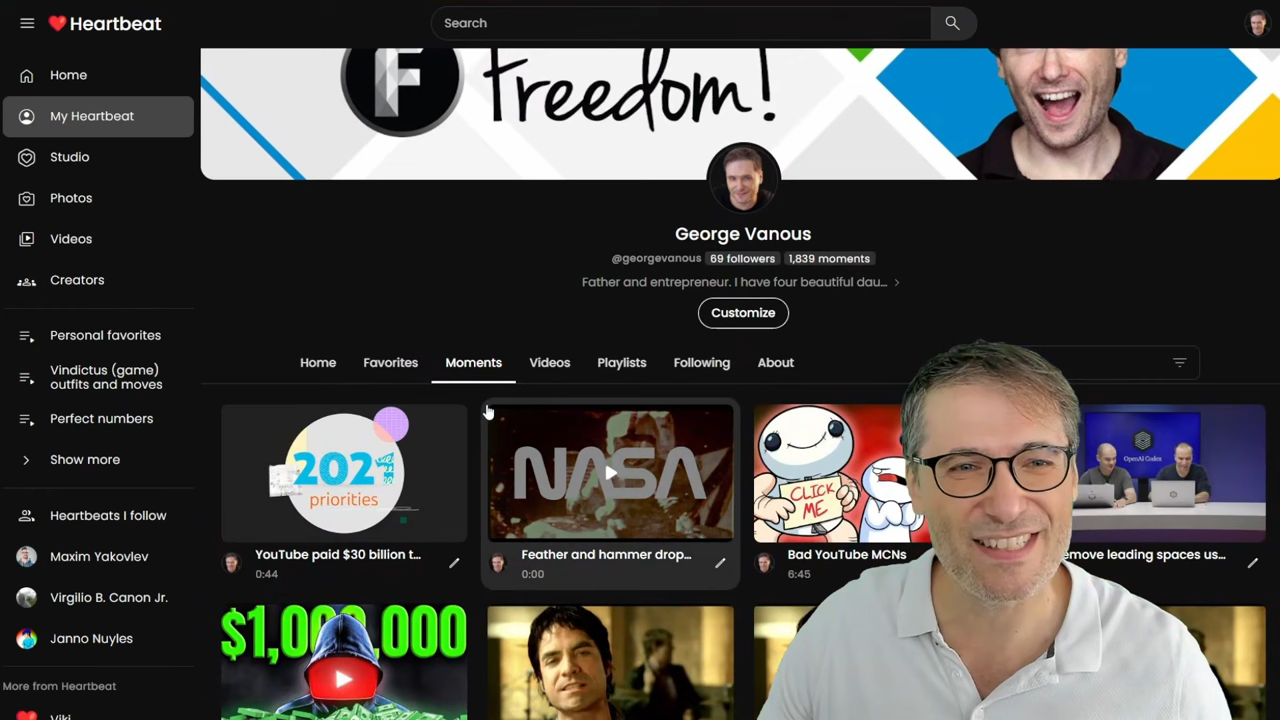 Heartbeat
Search
Home
My Heartbeat
Studio
Photos
Videos
Creators
Personal favorites
Vindictus (game)
outfits and moves
Perfect numbers
Show more
Heartbeats I follow
Maxim Yakovlev
Virgilio B. Canon Jr.
Janno Nuyles
More from Heartbeat
Viki
F Freedom!
George Vanous
@georgevanous 69 followers 1,839 moments
Father and entrepreneur. I have four beautiful dau...
Customize
Home Favorites Moments Videos Playlists Following About
202
priorities
YouTube paid $30 billion t...
0:44
NASA
Feather and hammer drop...
0:00
CLICK
ME.
Bad YouTube MCNs
6:45
OpenAI Codex
emove leading spaces us...